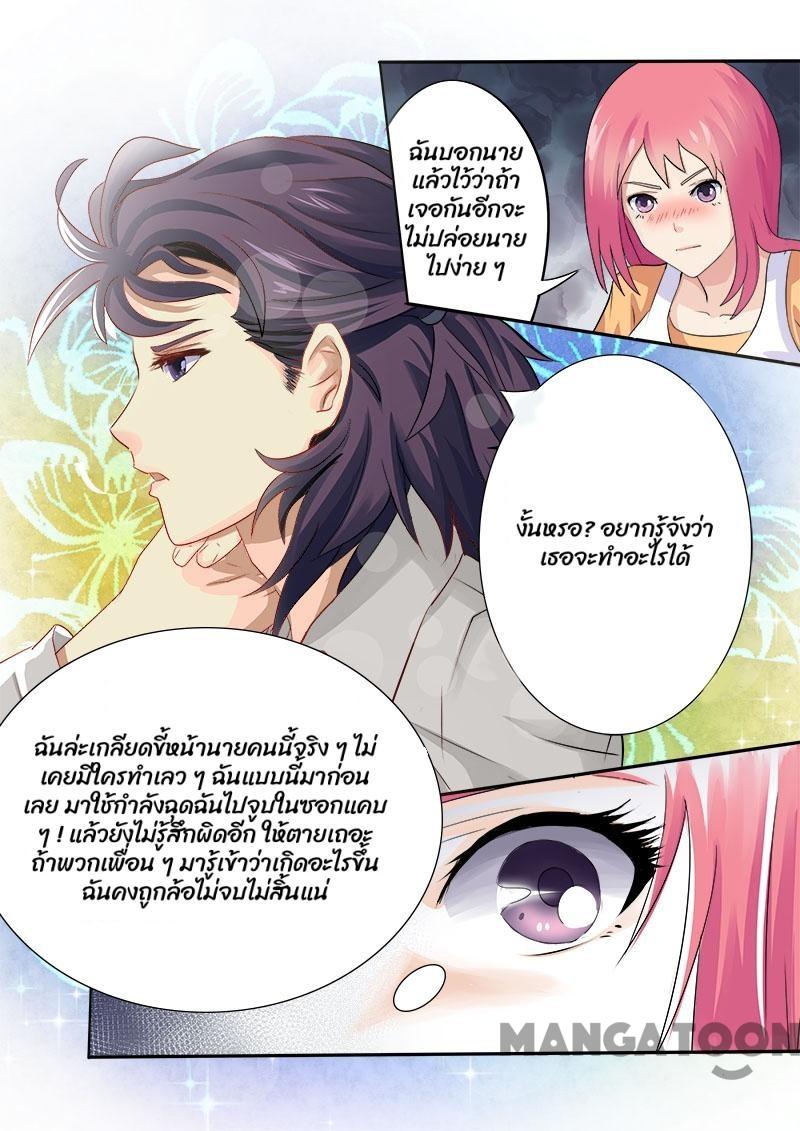 ฉันบอกนาย
แล้วไว้ว่าถ้า
เจอกันอีกจะ
ไม่ปล่อยนาย
ไปง่าย ๆ
งั้นหรอ? อยากรู้จังว่า
เธอจะทำอะไรได้
ฉันล่ะเกลียดขี้หน้านายคนนี้จริง ๆ ไม่
เคยมีใครทำเลว ๆ ฉันแบบนี้มาก่อน
เลย มาใช้กำลังฉุดฉันไปจูบในซอกแคบ
ๆ ! แล้วยังไม่รู้สึกผิดอีก ให้ตายเถอะ
ถ้าพวกเพื่อน ๆ มารู้เข้าว่าเกิดอะไรขึ้น
ฉันคงถูกล้อไม่จบไม่สิ้นแน่
MANGATOON